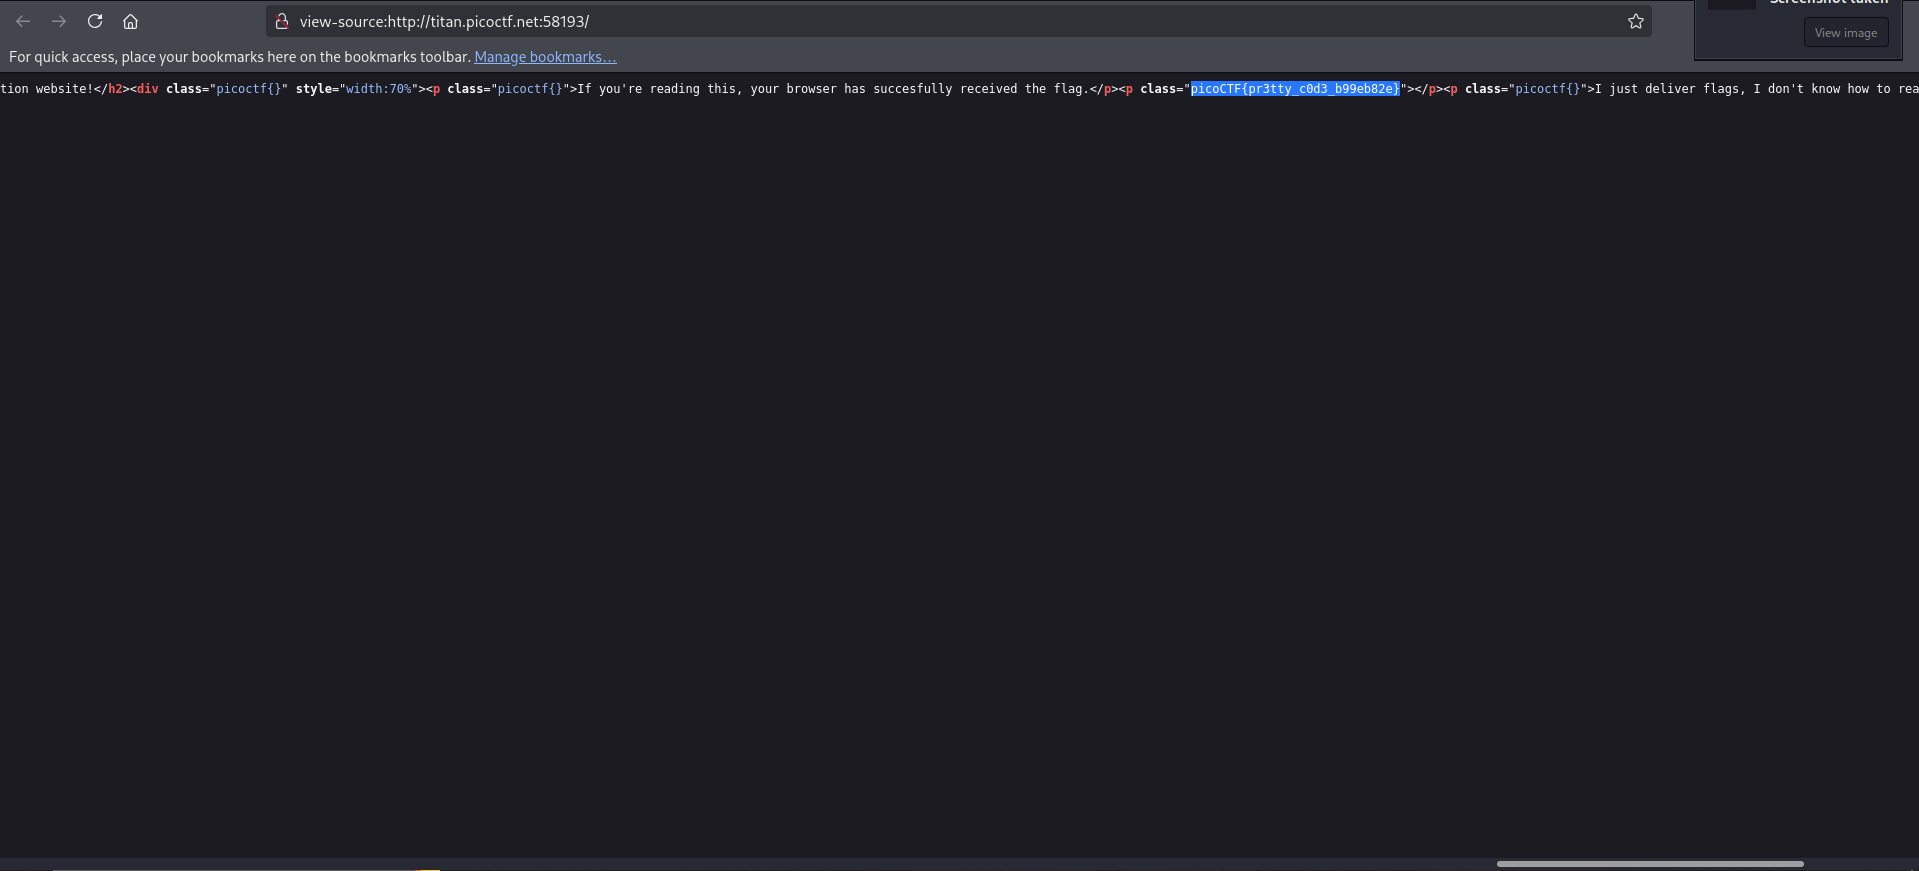 view-source:http://titan.picoctf.net:58193/
Screenshot taken
View image
For quick access, place your bookmarks here on the bookmarks toolbar. Manage bookmarks...
tion website!</h2><div class="picoctf{}" style="width:70%"><p class="picoctf{}">If you're reading this, your browser has succesfully received the flag.</p><p class="picoCTF{pr3tty_c0d3_b99eb82e}"></p><p class="picoctf{}">I just deliver flags, I don't know how to rea